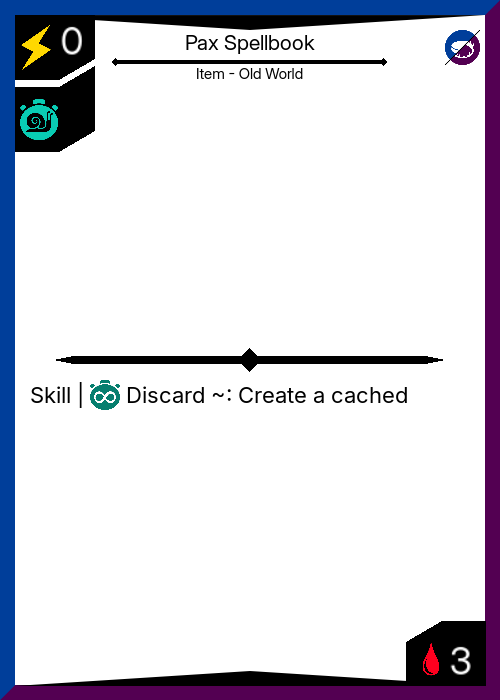 0
Pax Spellbook
Item - Old World
Skill | Discard ~: Create a cached
3